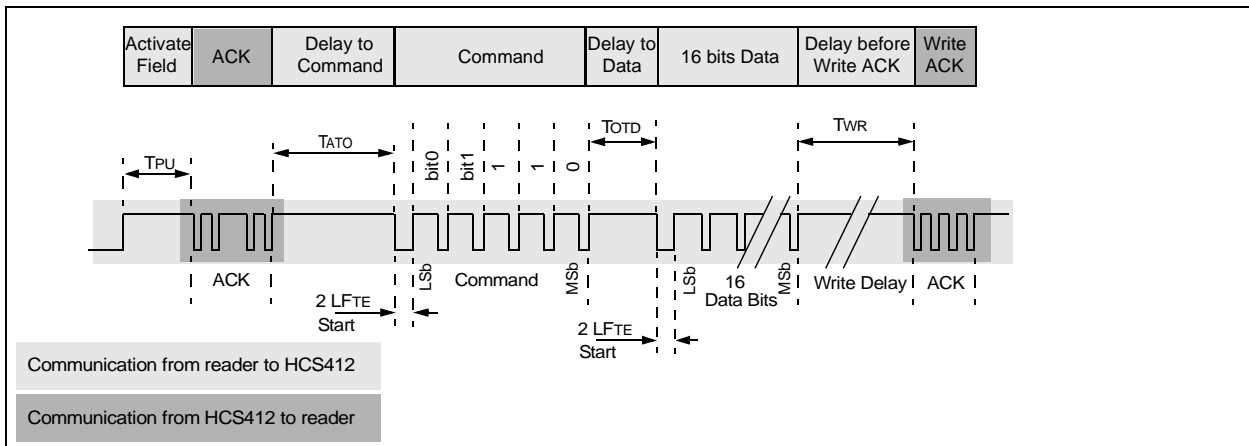 Activate Field
ACK
Delay to Command
Command
Delay to Data
16 bits Data
Delay before Write ACK
Write ACK
TPU
TATO
bit0
bit1
1
1
0
TOTD
TWR
ACK
LSb
Command
MSb
LSb
16 Data Bits
MSb
Write Delay
ACK
2 LFTE
Start
2 LFTE
Start
Communication from reader to HCS412
Communication from HCS412 to reader